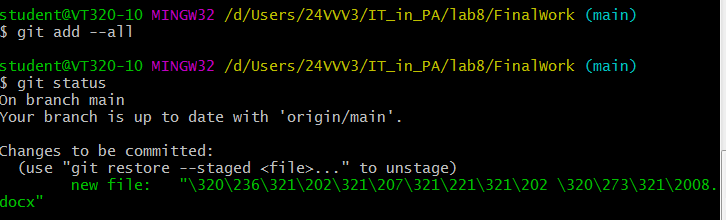 student@VT320-10 MINGW32 /d/Users/24VVV3/IT_in_PA/lab8/FinalWork (main)
$ git add --all
student@VT320-10 MINGW32 /d/Users/24VVV3/IT_in_PA/lab8/FinalWork (main)
$ git status
On branch main
Your branch is up to date with 'origin/main'.
Changes to be committed:
(use "git restore --staged <file>..." to unstage)
new file: "\320\236\321\202\321\207\321\221\321\202 \320\273\321\2008.
docx"